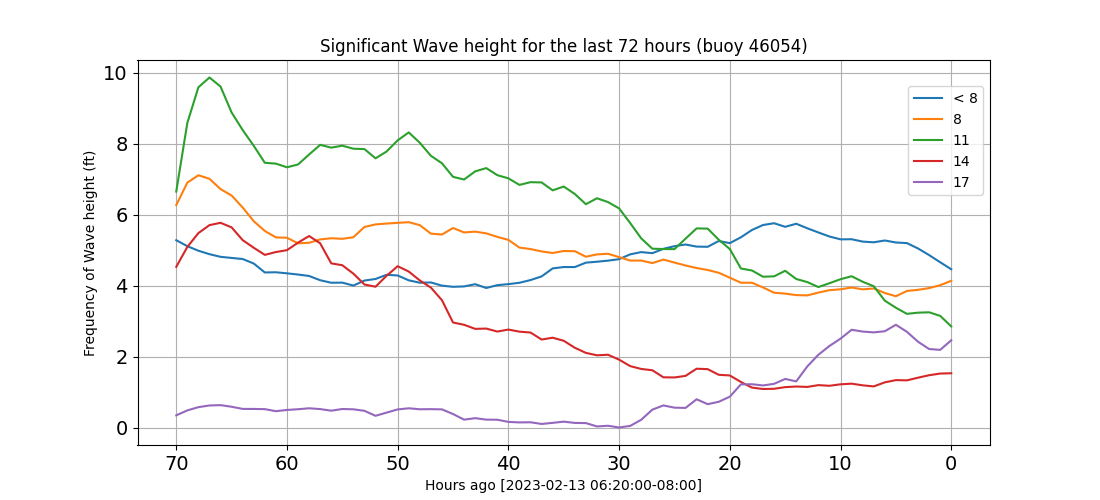 Significant Wave height for the last 72 hours (buoy 46054)
Frequency of Wave height (ft)
10
8
6
4
2
0
< 8
8
11
14
17
70 60 50 40 30 20 10 0
Hours ago [2023-02-13 06:20:00-08:00]